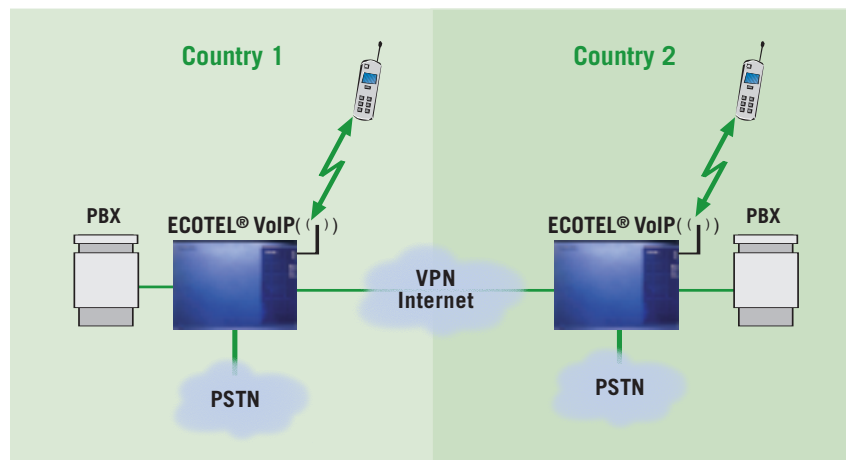 Country 1
Country 2
PBX
ECOTEL® VoIP
ECOTEL® VoIP
PBX
VPN
Internet
PSTN
PSTN